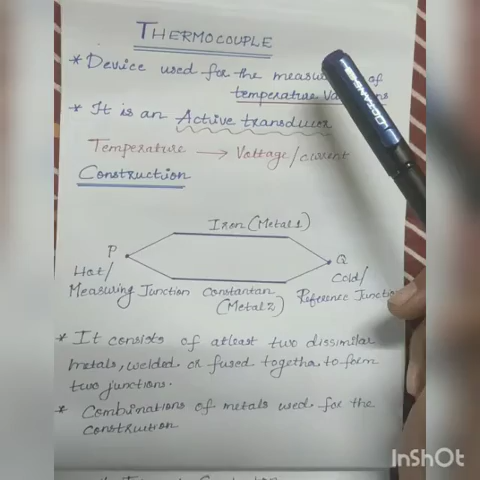 THERMOCOUPLE
* Device used for the of
temperature
* It is an Active transducer
Temperature → Voltage/current
Construction
Iron (Metal 1)
P
Q
Hot/
Measuring Junction
Constantan
(Metal 2)
Cold/
Reference Junction
* It consists of atleast two dissimilar
metals, welded or fused together to form
two junctions.
* Combinations of metals used for the
construction
OCTANE
InShOt